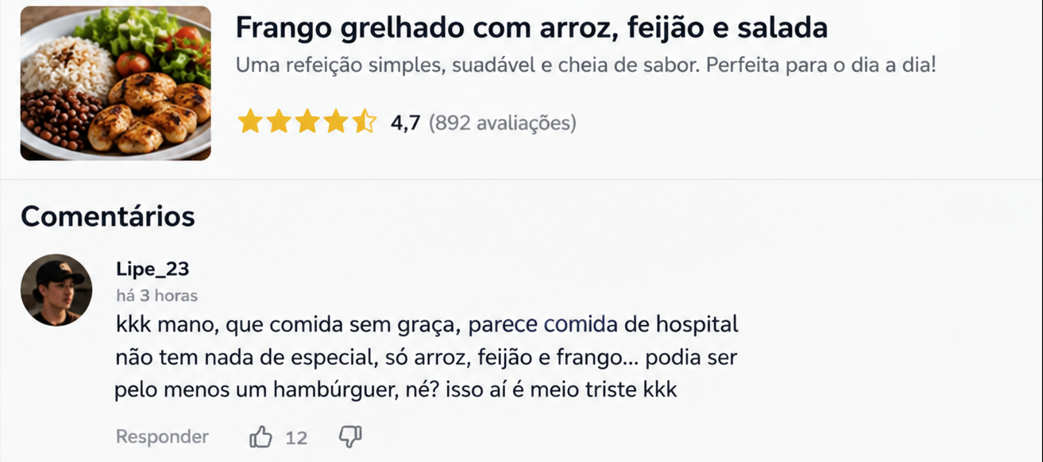 Frango grelhado com arroz, feijão e salada
Uma refeição simples, suadável e cheia de sabor. Perfeita para o dia a dia!
4,7 (892 avaliações)
Comentários
Lipe_23
há 3 horas
kkk mano, que comida sem graça, parece comida de hospital
não tem nada de especial, só arroz, feijão e frango... podia ser
pelo menos um hambúrguer, né? isso aí é meio triste kkk
Responder 12